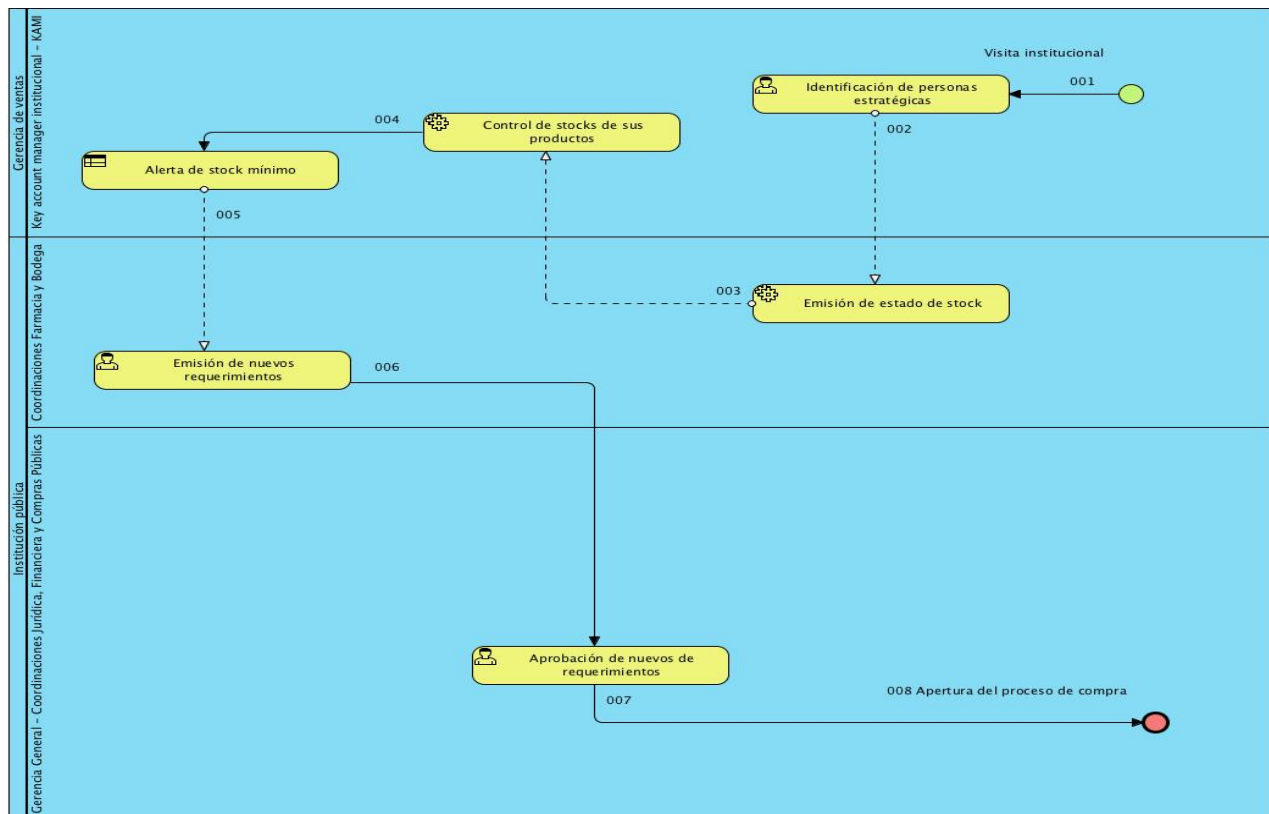 Gerencia de ventas
Key account manager institucional - KAMI
Visita institucional
001
Identificación de personas
estratégicas
002
004
Control de stocks de sus
productos
Alerta de stock mínimo
005
Institución pública
Coordinaciones Farmacia y Bodega
003
Emisión de estado de stock
Emisión de nuevos
requerimientos
006
Gerencia General - Coordinaciones Jurídica, Financiera y Compras Públicas
Aprobación de nuevos de
requerimientos
007
008 Apertura del proceso de compra